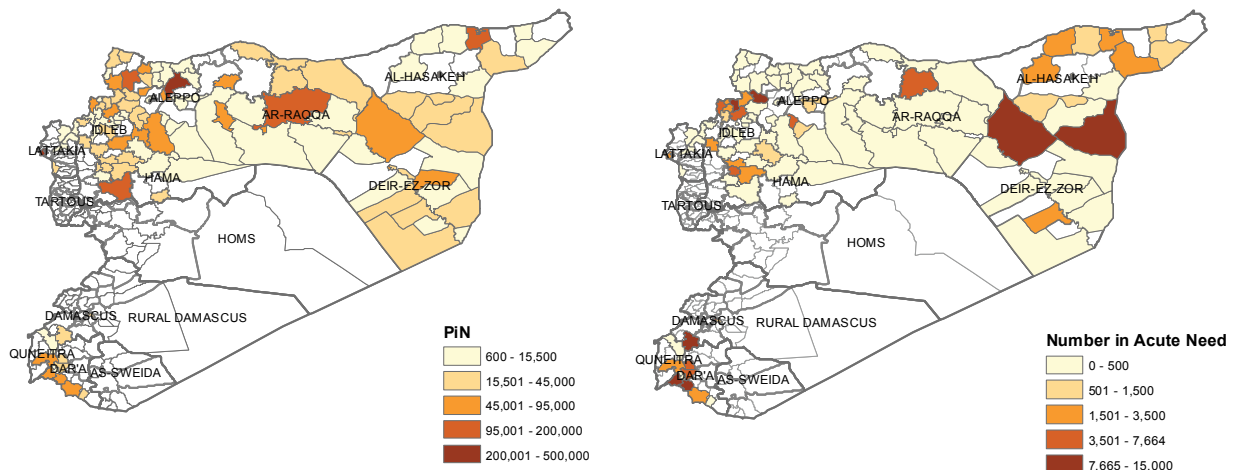 AL-HASAKEH
ALEPPO
AR-RAQQA
IDLEB
LATTAKIA
HAMA
DEIR-EZ-ZOR
TARTOUS
HOMS
DAMASCUS
RURAL DAMASCUS
QUNEITRA
DAR'A
AS-SWEIDA
PiN
600 - 15,500
15,501 - 45,000
45,001 - 95,000
95,001 - 200,000
200,001 - 500,000
AL-HASAKEH
ALEPPO
AR-RAQQA
IDLEB
LATTAKIA
HAMA
DEIR-EZ-ZOR
TARTOUS
HOMS
DAMASCUS
RURAL DAMASCUS
QUNEITRA
DAR'A
AS-SWEIDA
Number in Acute Need
0 - 500
501 - 1,500
1,501 - 3,500
3,501 - 7,664
7,665 - 15,000